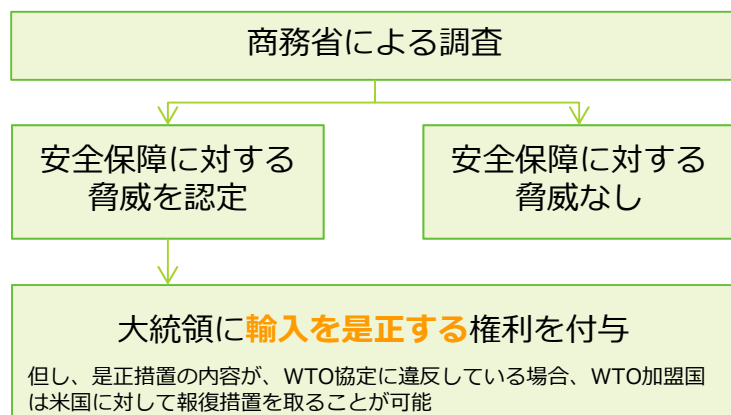 商務省による調査
安全保障に対する
脅威を認定
安全保障に対する
脅威なし
大統領に輸入を是正する権利を付与
但し、是正措置の内容が、WTO協定に違反している場合、WTO加盟国
は米国に対して報復措置を取ることが可能